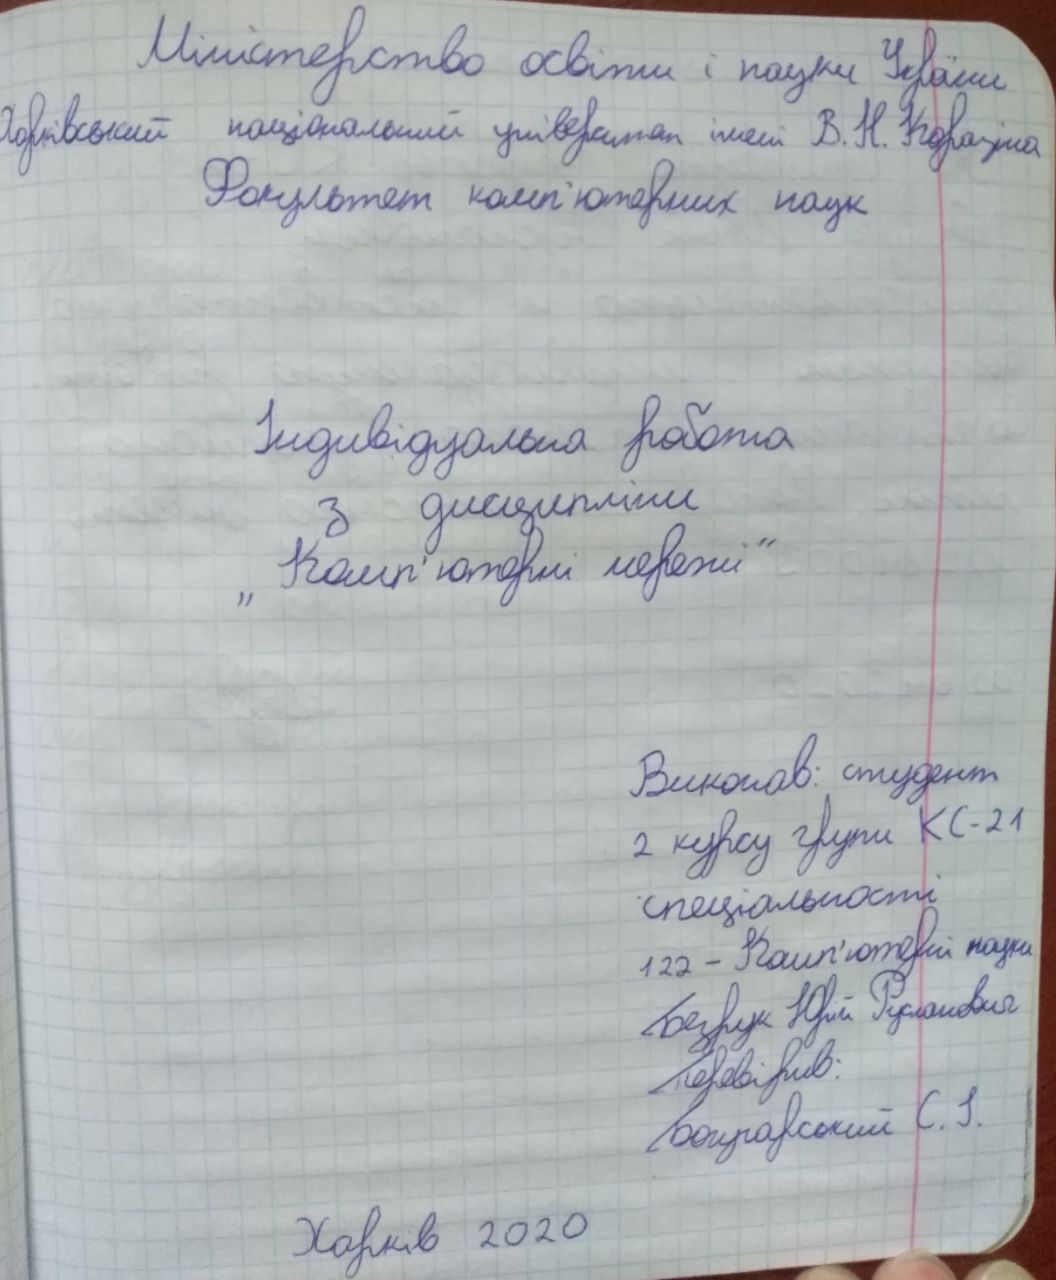 Міністерство освіти і науки України
Харківський національний університет імені В. Н. Каразіна
Факультет комп'ютерних наук
Індивідуальна робота
з дисципліни
„Комп'ютерні мережі"
Виконав: студент
2 курсу групи КС-21
спеціальності
122 - Комп'ютерні науки
Безрук Юрій Русланович
Перевірив:
Богучарський С. І.
Харків 2020